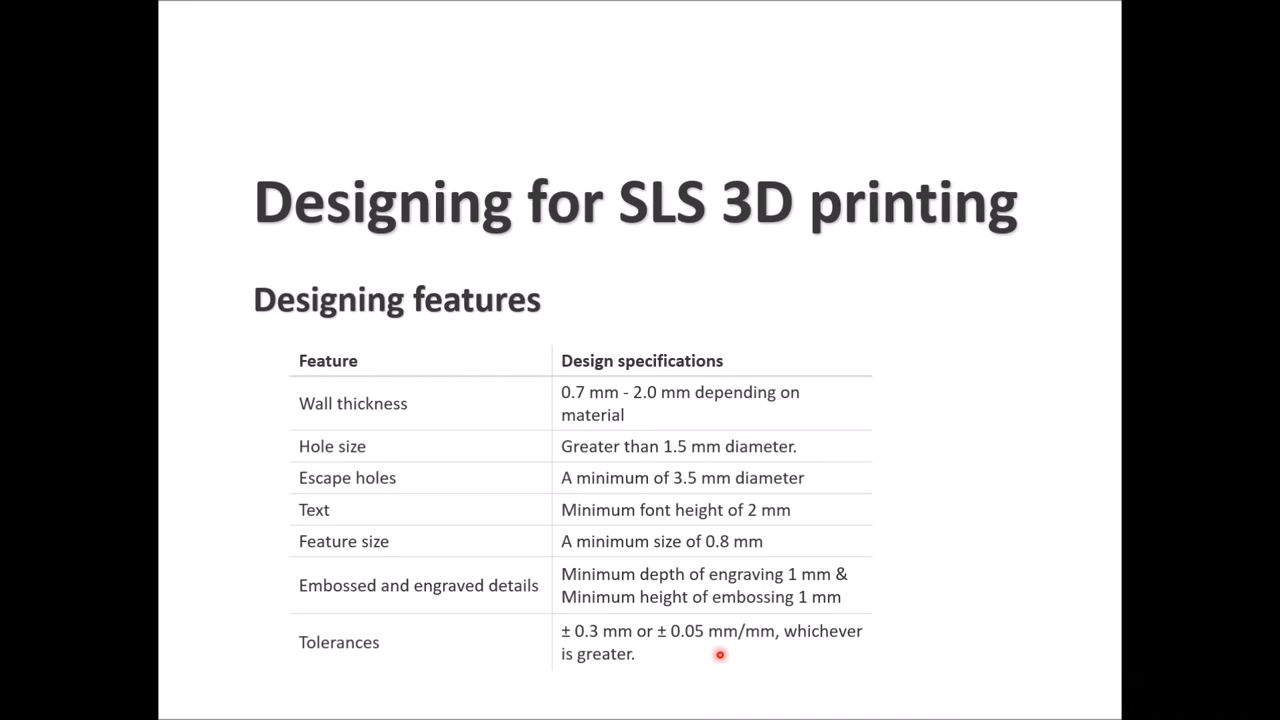 Designing for SLS 3D printing
Designing features
Feature
Design specifications
Wall thickness
0.7 mm - 2.0 mm depending on
material
Hole size
Greater than 1.5 mm diameter.
Escape holes
A minimum of 3.5 mm diameter
Text
Minimum font height of 2 mm
Feature size
A minimum size of 0.8 mm
Embossed and engraved details
Minimum depth of engraving 1 mm &
Minimum height of embossing 1 mm
Tolerances
± 0.3 mm or ± 0.05 mm/mm, whichever
is greater.